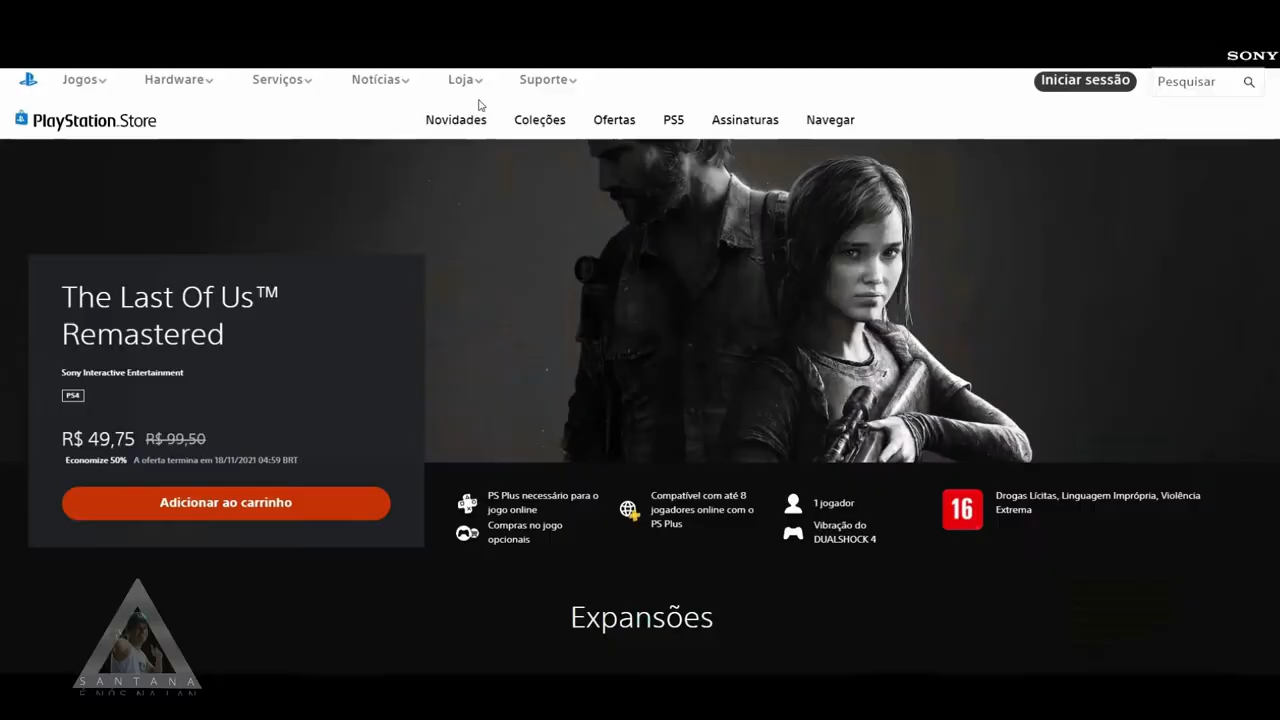 SONY
Jogos Hardware Serviços Notícias Loja Suporte Iniciar sessão Pesquisar
PlayStation.Store Novidades Coleções Ofertas PS5 Assinaturas Navegar
The Last Of Us™
Remastered
Sony Interactive Entertainment
PS4
R$ 49,75 R$ 99,50
Economize 50% A oferta termina em 18/11/2021 04:59 BRT
Adicionar ao carrinho
PS Plus necessário para o
jogo online
Compras no jogo
opcionais
Compatível com até 8
jogadores online com o
PS Plus
1 jogador
Vibração do
DUALSHOCK 4
16
Drogas Lícitas, Linguagem Imprópria, Violência
Extrema
Expansões
SANTANA
É NÓS NA LAN